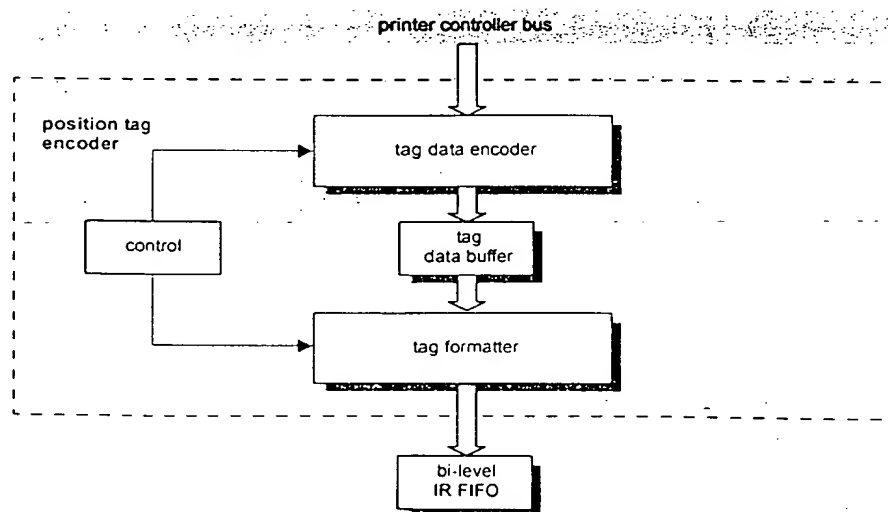 printer controller bus
position tag
encoder
tag data encoder
control
tag
data buffer
tag formatter
bi-level
IR FIFO